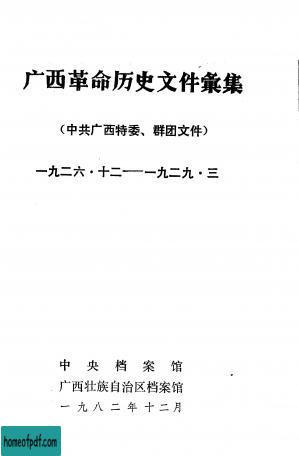 广西革命历史文件彙集
（中共广西特委、群团文件）
一九二六·十二——一九二九·三
中央档案馆
广西壮族自治区档案馆
一九八二年十二月
homeofpdf.com